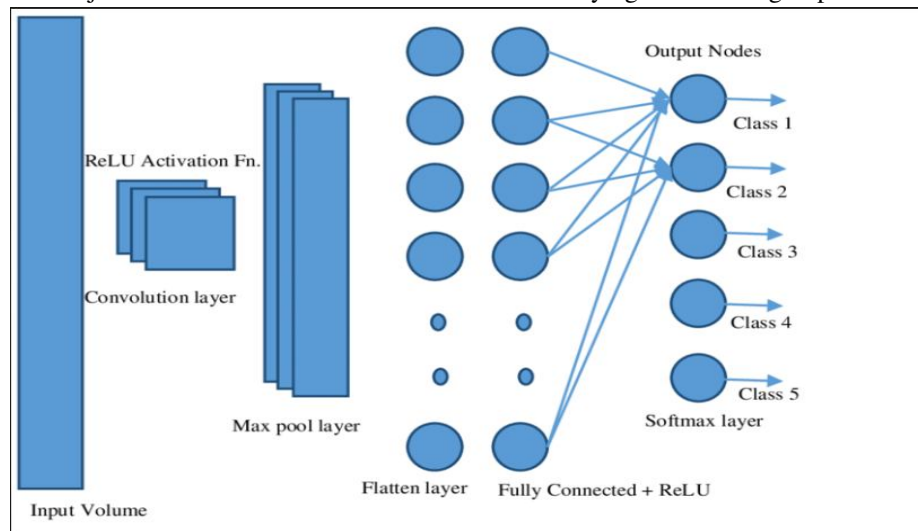 Output Nodes
Class 1
ReLU Activation Fn.
Class 2
Class 3
Convolution layer
Class 4
Class 5
Max pool layer
Softmax layer
Flatten layer
Fully Connected + ReLU
Input Volume